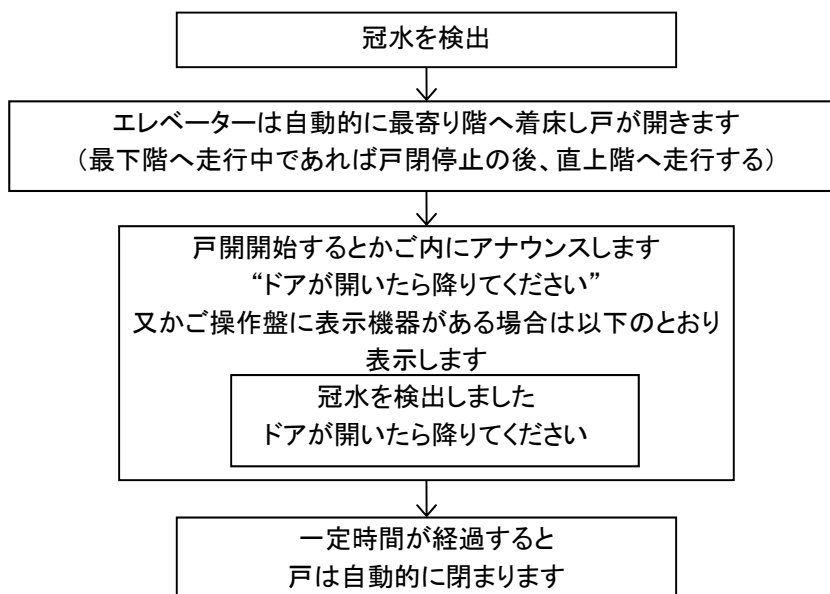 冠水を検出
エレベーターは自動的に最寄り階へ着床し戸が開きます
（最下階へ走行中であれば戸閉停止の後、直上階へ走行する）
戸開開始するとかご内にアナウンスします
“ドアが開いたら降りてください”
又かご操作盤に表示機器がある場合は以下のとおり
表示します
冠水を検出しました
ドアが開いたら降りてください
一定時間が経過すると
戸は自動的に閉まります